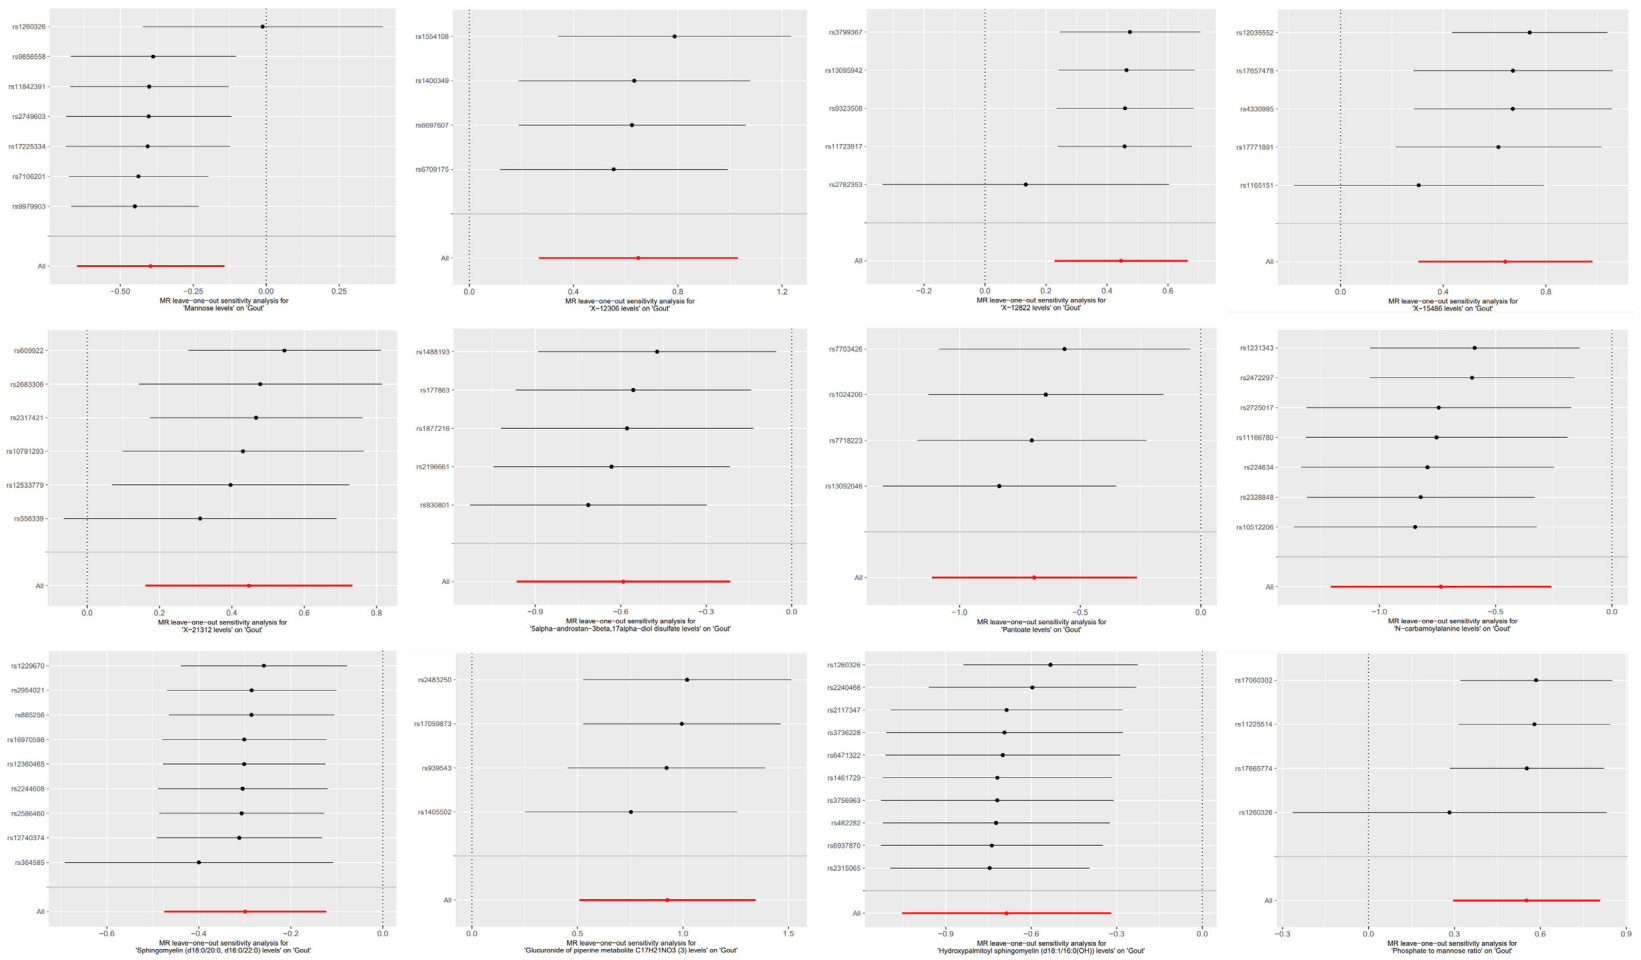 rs1260326
rs9856558
rs11842391
rs2749603
rs17225334
rs7106201
rs9979903
All
−0.50 −0.25 0.00 0.25
MR leave−one−out sensitivity analysis for
'Mannose levels' on 'Gout'
rs1554108
rs1400349
rs6697607
rs6709175
All
0.0 0.4 0.8 1.2
MR leave−one−out sensitivity analysis for
'X−12306 levels' on 'Gout'
rs3799367
rs13095942
rs9323508
rs11723917
rs2762353
All
−0.2 0.0 0.2 0.4 0.6
MR leave−one−out sensitivity analysis for
'X−12822 levels' on 'Gout'
rs12035552
rs17657478
rs4330995
rs17771891
rs1165151
All
0.0 0.4 0.8
MR leave−one−out sensitivity analysis for
'X−15486 levels' on 'Gout'
rs609922
rs2683306
rs2317421
rs10791293
rs12533779
rs556339
All
0.0 0.2 0.4 0.6 0.8
MR leave−one−out sensitivity analysis for
'X−21312 levels' on 'Gout'
rs1488193
rs177863
rs1877216
rs2196661
rs930801
All
−0.9 −0.6 −0.3 0.0
MR leave−one−out sensitivity analysis for
'5alpha−androstan−3beta,17alpha−diol disulfate levels' on 'Gout'
rs7703426
rs1024200
rs7718223
rs13092046
All
−1.0 −0.5 0.0
MR leave−one−out sensitivity analysis for
'Pantoate levels' on 'Gout'
rs1231343
rs2472297
rs2725017
rs11166780
rs224634
rs2328848
rs10512206
All
−1.0 −0.5 0.0
MR leave−one−out sensitivity analysis for
'N−carbamoylalanine levels' on 'Gout'
rs1229670
rs2954021
rs885256
rs16970598
rs12360465
rs2244608
rs2586460
rs12740374
rs364585
All
−0.6 −0.4 −0.2 0.0
MR leave−one−out sensitivity analysis for
'Sphingomyelin (d18:0/20:0, d16:0/22:0) levels' on 'Gout'
rs2483250
rs17059873
rs939543
rs1405502
All
0.0 0.5 1.0 1.5
MR leave−one−out sensitivity analysis for
'Glucuronide of piperine metabolite C17H21NO3 (3) levels' on 'Gout'
rs1260326
rs2240466
rs2117347
rs3736228
rs6471322
rs1461729
rs3756963
rs482282
rs6937870
rs2315065
All
−0.9 −0.6 −0.3 0.0
MR leave−one−out sensitivity analysis for
'Hydroxypalmitoyl sphingomyelin (d18:1/16:0(OH)) levels' on 'Gout'
rs17060302
rs11225514
rs17665774
rs1260326
All
−0.3 0.0 0.3 0.6 0.9
MR leave−one−out sensitivity analysis for
'Phosphate to mannose ratio' on 'Gout'